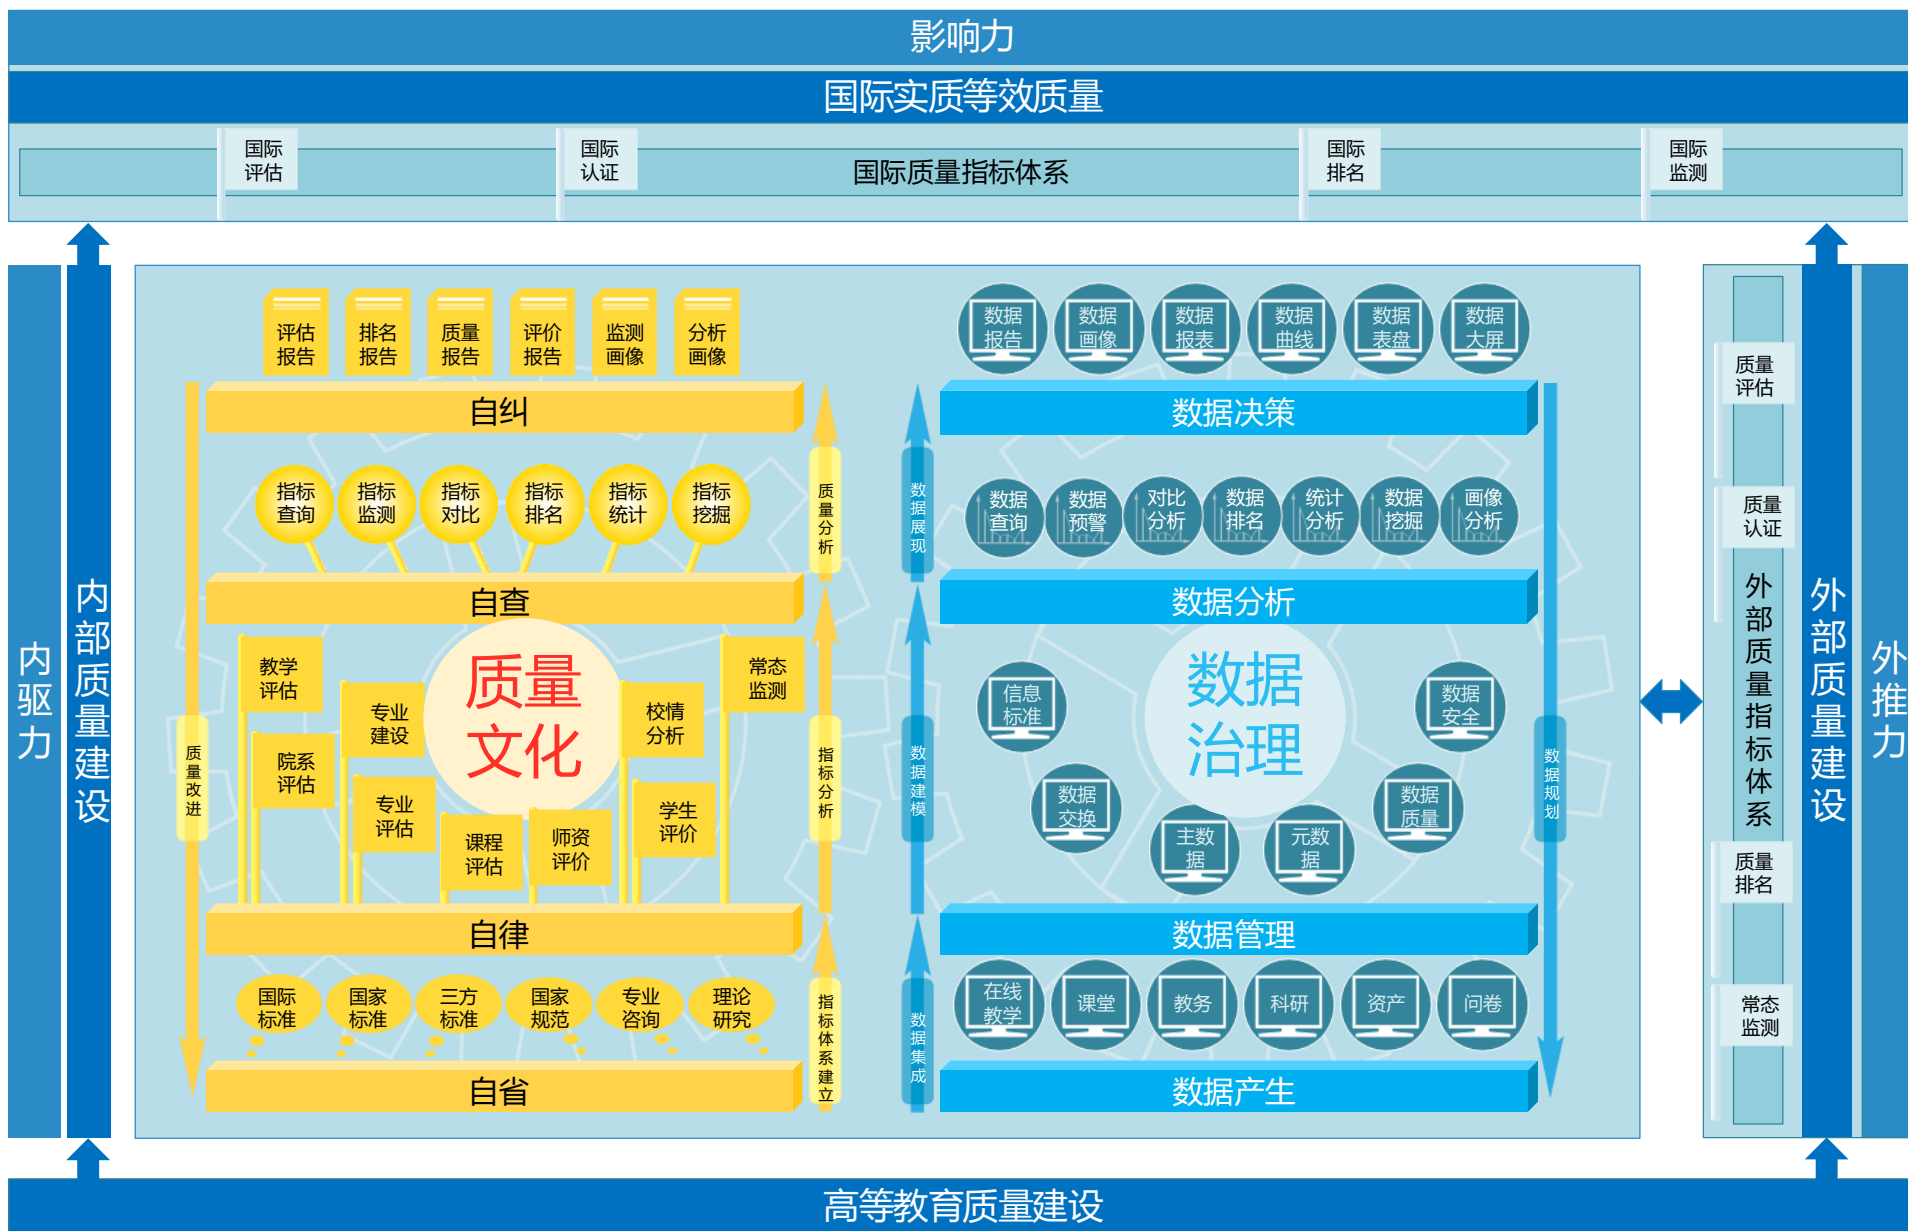 影响力
国际实质等效质量
国际
评估
国际
认证
国际质量指标体系
国际
排名
国际
监测
内驱力
内部质量建设
评估
报告
排名
报告
质量
报告
评价
报告
监测
画像
分析
画像
自纠
指标
查询
指标
监测
指标
对比
指标
排名
指标
统计
指标
挖掘
自查
质量
文化
教学
评估
院系
评估
专业
建设
专业
评估
课程
评估
师资
评价
校情
分析
学生
评价
常态
监测
自律
国际
标准
国家
标准
三方
标准
国家
规范
专业
咨询
理论
研究
自省
质量改进
质量分析
指标分析
指标体系建立
数据展现
数据建模
数据集成
数据
报告
数据
画像
数据
报表
数据
曲线
数据
表盘
数据
大屏
数据决策
数据
查询
数据
预警
对比
分析
数据
排名
统计
分析
数据
挖掘
画像
分析
数据分析
数据
治理
信息
标准
数据
交换
主数
据
元数
据
数据
质量
数据
安全
数据管理
在线
教学
课堂
教务
科研
资产
问卷
数据产生
数据规划
质量
评估
质量
认证
外部质量指标体系
质量
排名
常态
监测
外部质量建设
外推力
高等教育质量建设